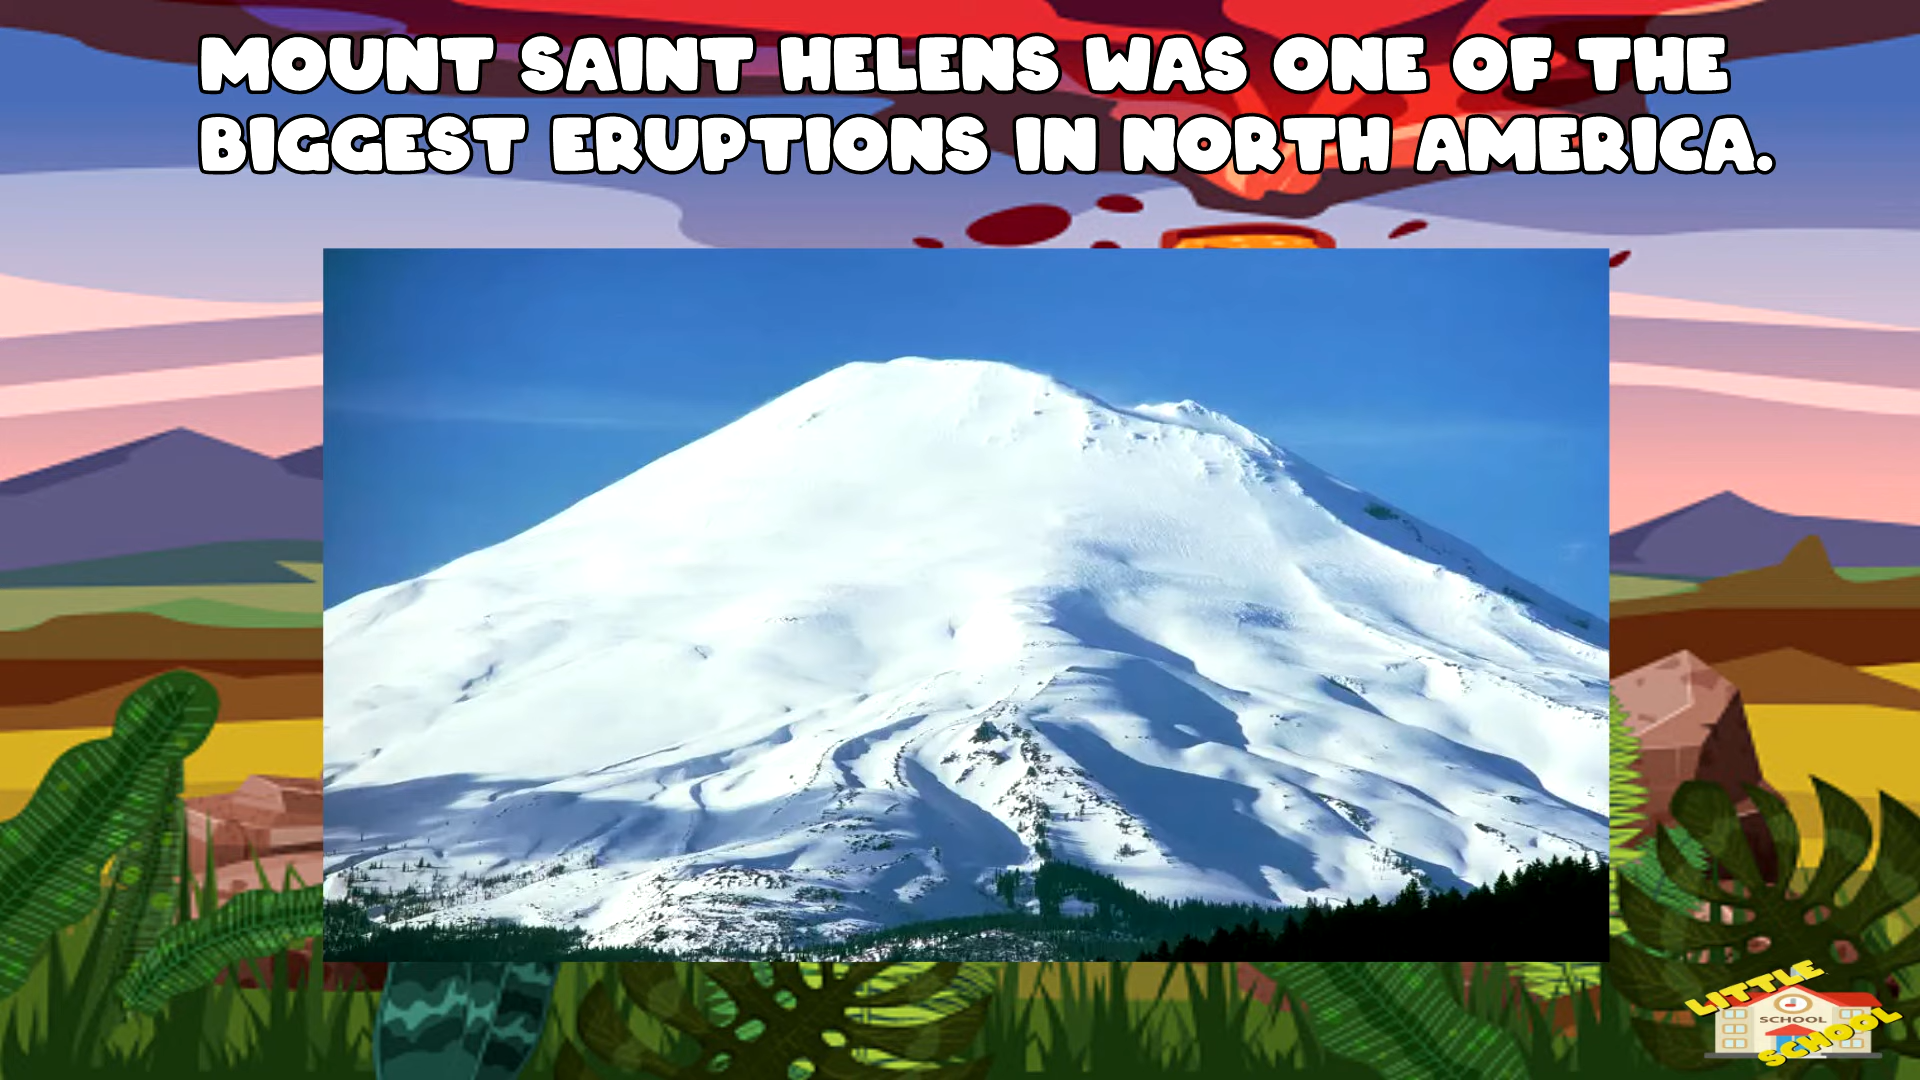 MOUNT SAINT HELENS WAS ONE OF THE
BIGGEST ERUPTIONS IN NORTH AMERICA.
LITTLE
SCHOOL
SCHOOL